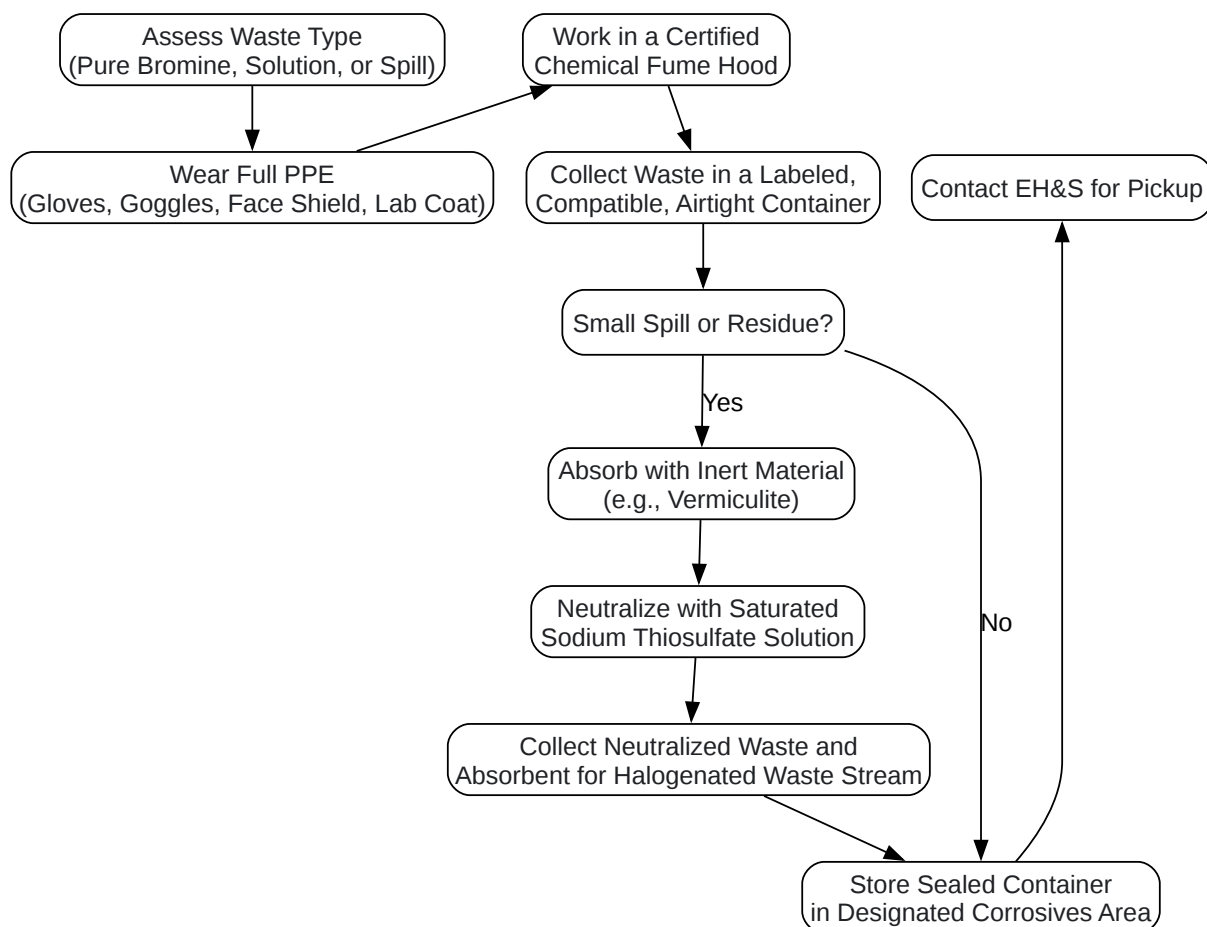 Assess Waste Type
(Pure Bromine, Solution, or Spill)
Work in a Certified
Chemical Fume Hood
Wear Full PPE
(Gloves, Goggles, Face Shield, Lab Coat)
Collect Waste in a Labeled,
Compatible, Airtight Container
Contact EH&S for Pickup
Small Spill or Residue?
Yes
Absorb with Inert Material
(e.g., Vermiculite)
Neutralize with Saturated
Sodium Thiosulfate Solution
No
Collect Neutralized Waste and
Absorbent for Halogenated Waste Stream
Store Sealed Container
in Designated Corrosives Area